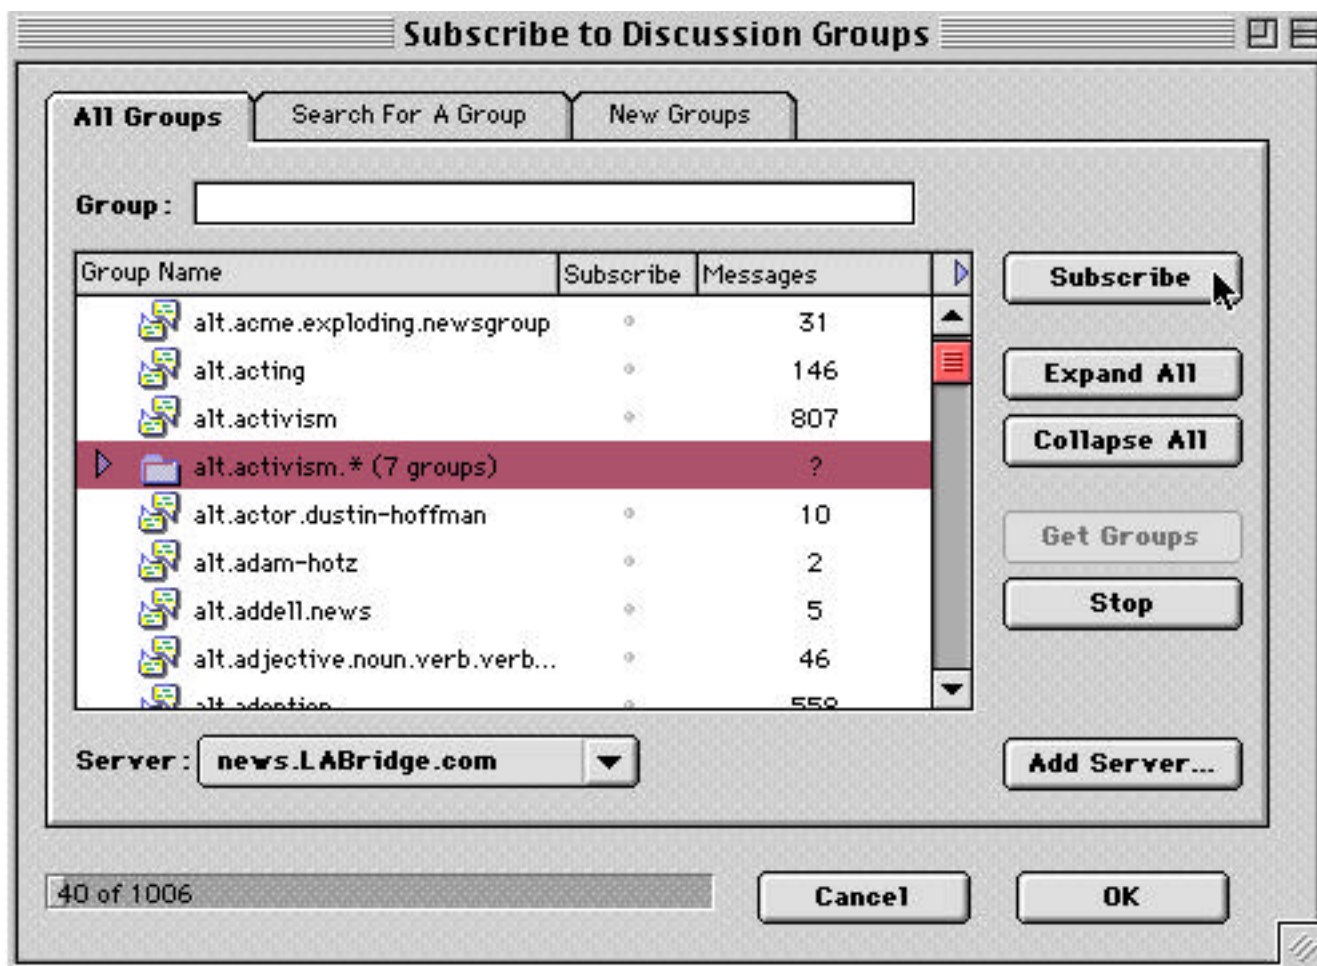 Subscribe to Discussion Groups
All Groups Search For A Group New Groups
Group:
Group Name Subscribe Messages
Subscribe
alt.acme.exploding.newsgroup 31
alt.acting 146
Expand All
alt.activism 807
Collapse All
alt.activism.* (7 groups) ?
alt.actor.dustin-hoffman 10
Get Groups
alt.adam-hotz 2
alt.addell.news 5
Stop
alt.adjective.noun.verb.verb... 46
alt.adoption 558
Server: news.LABridge.com
Add Server...
40 of 1006
Cancel OK